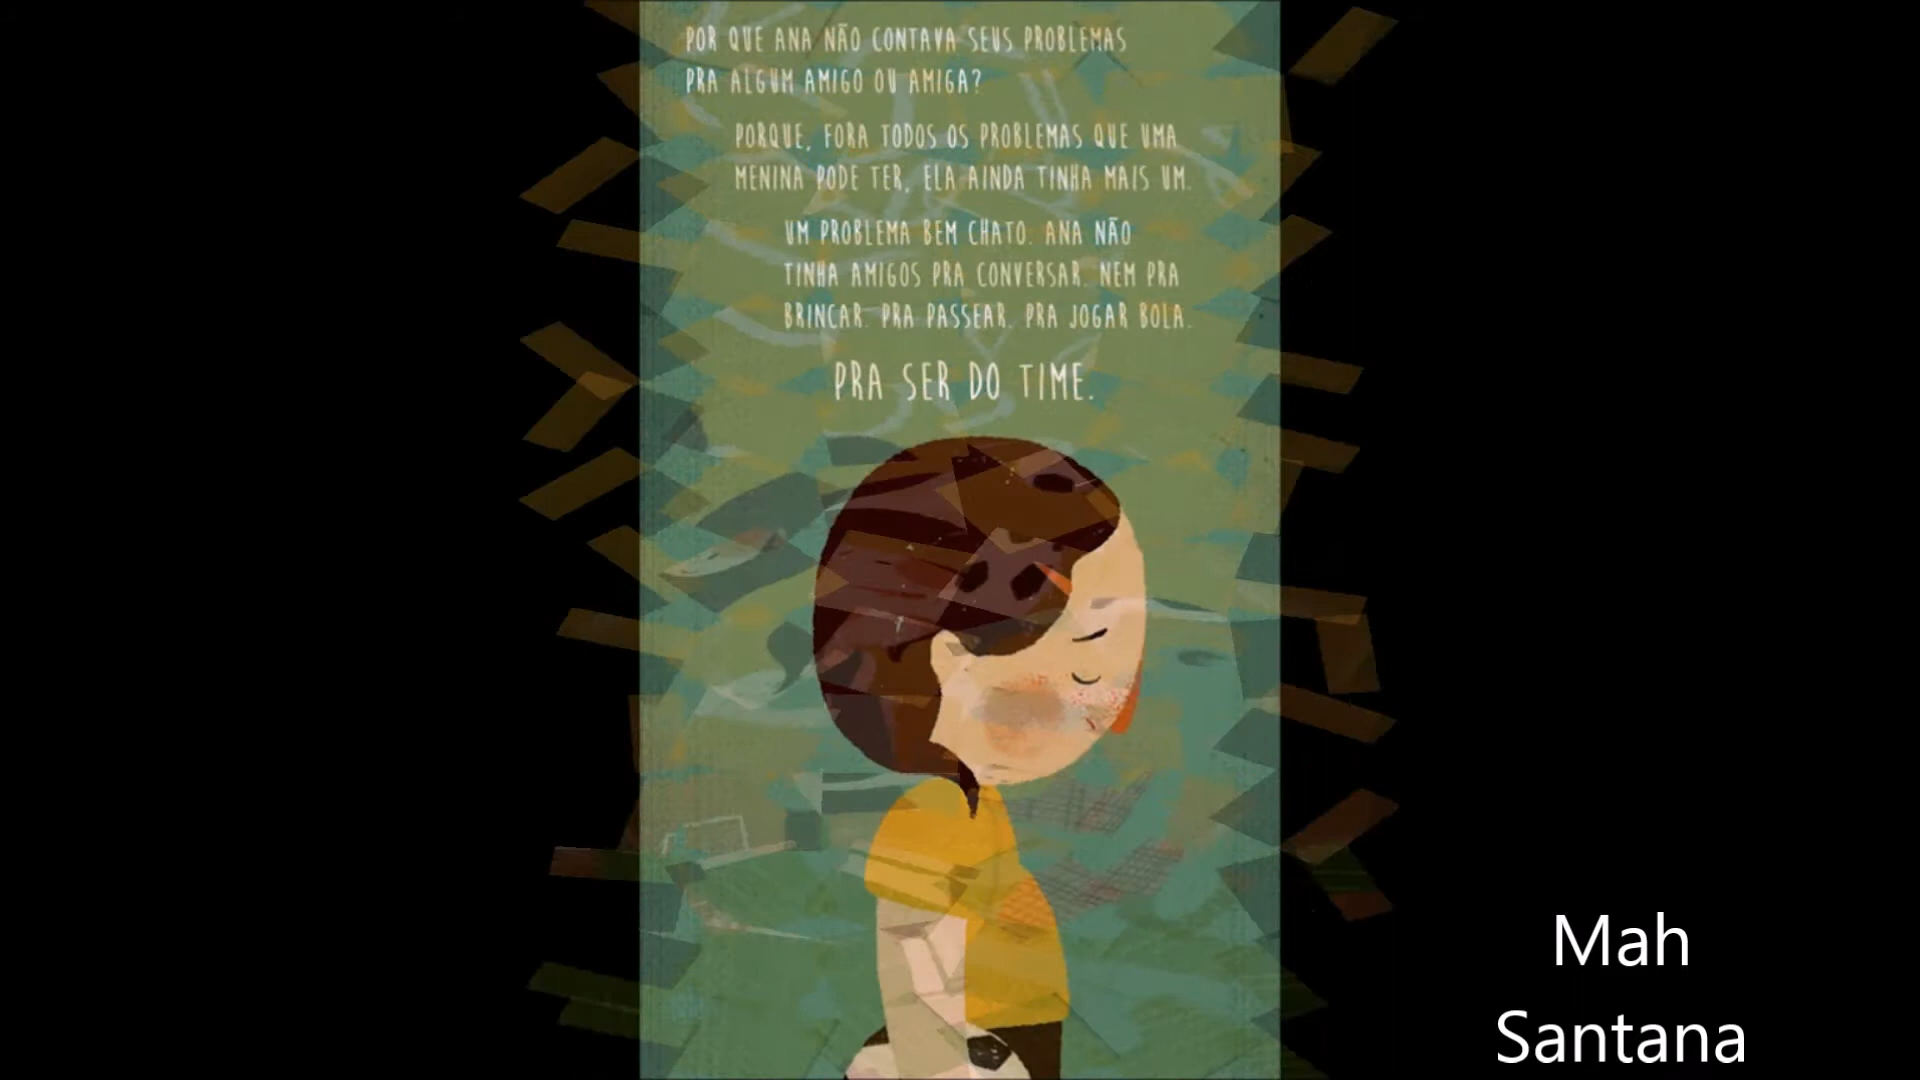 POR QUE ANA NÃO CONTAVA SEUS PROBLEMAS
PRA ALGUM AMIGO OU AMIGA?
PORQUE, FORA TODOS OS PROBLEMAS QUE UMA
MENINA PODE TER, ELA AINDA TINHA MAIS UM.
UM PROBLEMA BEM CHATO. ANA NÃO
TINHA AMIGOS PRA CONVERSAR. NEM PRA
BRINCAR. PRA PASSEAR. PRA JOGAR BOLA.
PRA SER DO TIME.
Mah
Santana